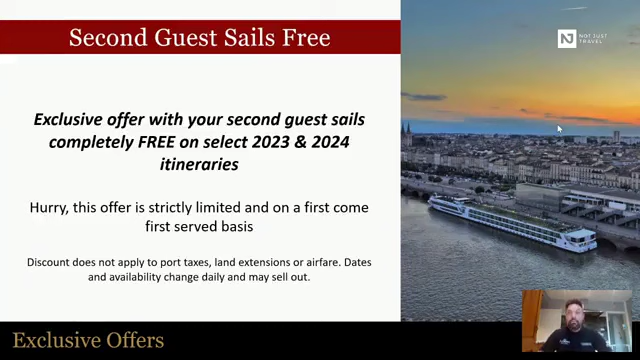 Second Guest Sails Free
NOT JUST
TRAVEL
Exclusive offer with your second guest sails
completely FREE on select 2023 & 2024
itineraries
Hurry, this offer is strictly limited and on a first come
first served basis
Discount does not apply to port taxes, land extensions or airfare. Dates
and availability change daily and may sell out.
Exclusive Offers